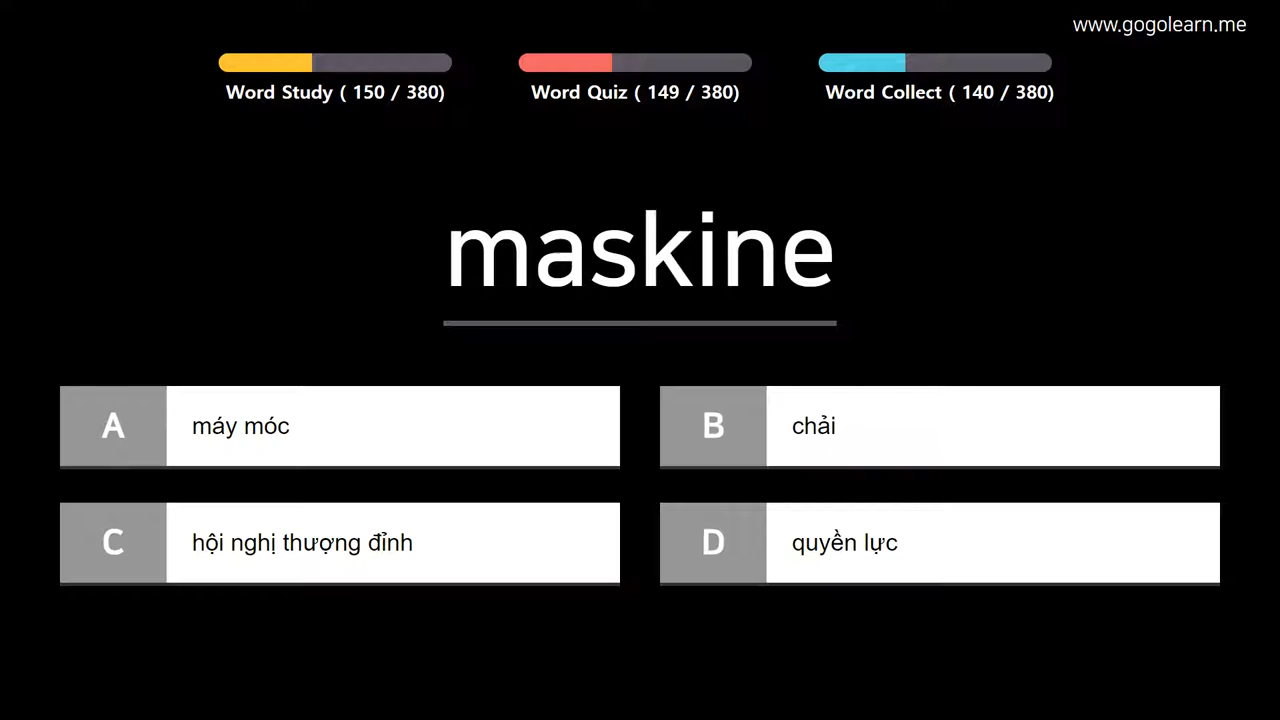 www.gogolearn.me
Word Study ( 150 / 380)
Word Quiz ( 149 / 380)
Word Collect ( 140 / 380)
maskine
A máy móc
B chải
C hội nghị thượng đỉnh
D quyền lực